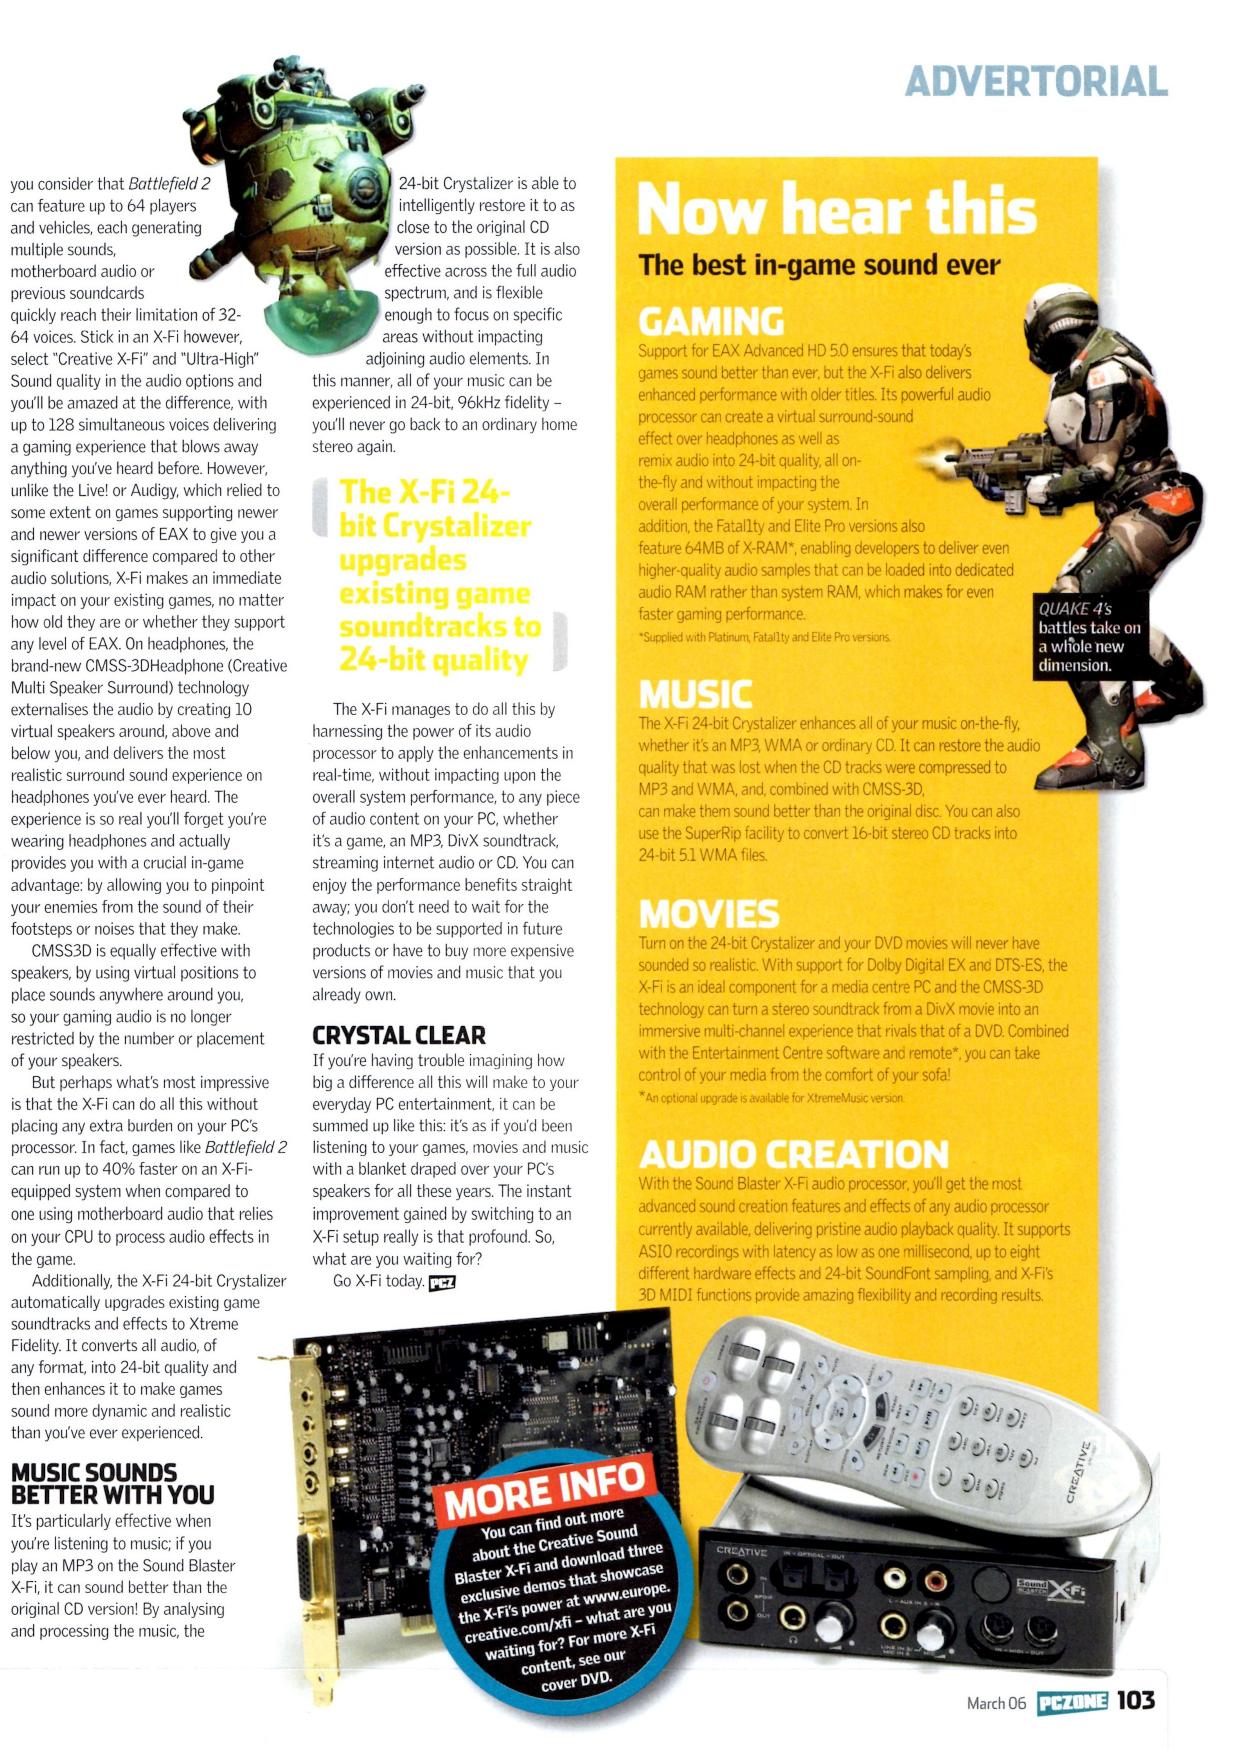 ADVERTORIAL
you consider that Battlefield 2
can feature up to 64 players
and vehicles, each generating
multiple sounds,
motherboard audio or
previous soundcards
quickly reach their limitation of 32-
64 voices. Stick in an X-Fi however,
select "Creative X-Fi" and "Ultra-High"
Sound quality in the audio options and
you'll be amazed at the difference, with
up to 128 simultaneous voices delivering
a gaming experience that blows away
anything you've heard before. However,
unlike the Live! or Audigy, which relied to
some extent on games supporting newer
and newer versions of EAX to give you a
significant difference compared to other
audio solutions, X-Fi makes an immediate
impact on your existing games, no matter
how old they are or whether they support
any level of EAX. On headphones, the
brand-new CMSS-3DHeadphone (Creative
Multi Speaker Surround) technology
externalises the audio by creating 10
virtual speakers around, above and
below you, and delivers the most
realistic surround sound experience on
headphones you've ever heard. The
experience is so real you'll forget you're
wearing headphones and actually
provides you with a crucial in-game
advantage: by allowing you to pinpoint
your enemies from the sound of their
footsteps or noises that they make.
CMSS3D is equally effective with
speakers, by using virtual positions to
place sounds anywhere around you,
so your gaming audio is no longer
restricted by the number or placement
of your speakers.
But perhaps what's most impressive
is that the X-Fi can do all this without
placing any extra burden on your PC's
processor. In fact, games like Battlefield 2
can run up to 40% faster on an X-Fi-
equipped system when compared to
one using motherboard audio that relies
on your CPU to process audio effects in
the game.
Additionally, the X-Fi 24-bit Crystalizer
automatically upgrades existing game
soundtracks and effects to Xtreme
Fidelity. It converts all audio, of
any format, into 24-bit quality and
then enhances it to make games
sound more dynamic and realistic
than you've ever experienced.
MUSIC SOUNDS
BETTER WITH YOU
It's particularly effective when
you're listening to music; if you
play an MP3 on the Sound Blaster
X-Fi, it can sound better than the
original CD version! By analysing
and processing the music, the
24-bit Crystalizer is able to
intelligently restore it to as
close to the original CD
version as possible. It is also
effective across the full audio
spectrum, and is flexible
enough to focus on specific
areas without impacting
adjoining audio elements. In
this manner, all of your music can be
experienced in 24-bit, 96kHz fidelity –
you'll never go back to an ordinary home
stereo again.
The X-Fi 24-
bit Crystalizer
upgrades
existing game
soundtracks to
24-bit quality
The X-Fi manages to do all this by
harnessing the power of its audio
processor to apply the enhancements in
real-time, without impacting upon the
overall system performance, to any piece
of audio content on your PC, whether
it's a game, an MP3, DivX soundtrack,
streaming internet audio or CD. You can
enjoy the performance benefits straight
away; you don't need to wait for the
technologies to be supported in future
products or have to buy more expensive
versions of movies and music that you
already own.
CRYSTAL CLEAR
If you're having trouble imagining how
big a difference all this will make to your
everyday PC entertainment, it can be
summed up like this: it's as if you'd been
listening to your games, movies and music
with a blanket draped over your PC's
speakers for all these years. The instant
improvement gained by switching to an
X-Fi setup really is that profound. So,
what are you waiting for?
Go X-Fi today. PCZ
Now hear this
The best in-game sound ever
GAMING
Support for EAX Advanced HD 5.0 ensures that today's
games sound better than ever, but the X-Fi also delivers
enhanced performance with older titles. Its powerful audio
processor can create a virtual surround-sound
effect over headphones as well as
remix audio into 24-bit quality, all on-
the-fly and without impacting the
overall performance of your system. In
addition, the Fatal1ty and Elite Pro versions also
feature 64MB of X-RAM*, enabling developers to deliver even
higher-quality audio samples that can be loaded into dedicated
audio RAM rather than system RAM, which makes for even
faster gaming performance.
*Supplied with Platinum, Fatal1ty and Elite Pro versions.
QUAKE 4's
battles take on
a whole new
dimension.
MUSIC
The X-Fi 24-bit Crystalizer enhances all of your music on-the-fly,
whether it's an MP3, WMA or ordinary CD. It can restore the audio
quality that was lost when the CD tracks were compressed to
MP3 and WMA, and, combined with CMSS-3D,
can make them sound better than the original disc. You can also
use the SuperRip facility to convert 16-bit stereo CD tracks into
24-bit 5.1 WMA files.
MOVIES
Turn on the 24-bit Crystalizer and your DVD movies will never have
sounded so realistic. With support for Dolby Digital EX and DTS-ES, the
X-Fi is an ideal component for a media centre PC and the CMSS-3D
technology can turn a stereo soundtrack from a DivX movie into an
immersive multi-channel experience that rivals that of a DVD. Combined
with the Entertainment Centre software and remote*, you can take
control of your media from the comfort of your sofa!
*An optional upgrade is available for XtremeMusic version.
AUDIO CREATION
With the Sound Blaster X-Fi audio processor, you'll get the most
advanced sound creation features and effects of any audio processor
currently available, delivering pristine audio playback quality. It supports
ASIO recordings with latency as low as one millisecond, up to eight
different hardware effects and 24-bit SoundFont sampling, and X-Fi's
3D MIDI functions provide amazing flexibility and recording results.
MORE INFO
You can find out more
about the Creative Sound
Blaster X-Fi and download three
exclusive demos that showcase
the X-Fi's power at www.europe.
creative.com/xfi – what are you
waiting for? For more X-Fi
content, see our
cover DVD.
CREATIVE
CREATIVE
IN - OPTICAL - OUT
IN
SPDIF
OUT
L - AUX IN 2 - R
LINE IN 2/
MIC IN 2
Sound
BLASTER
X-Fi
IN - MIDI - OUT
March 06 PCZONE 103